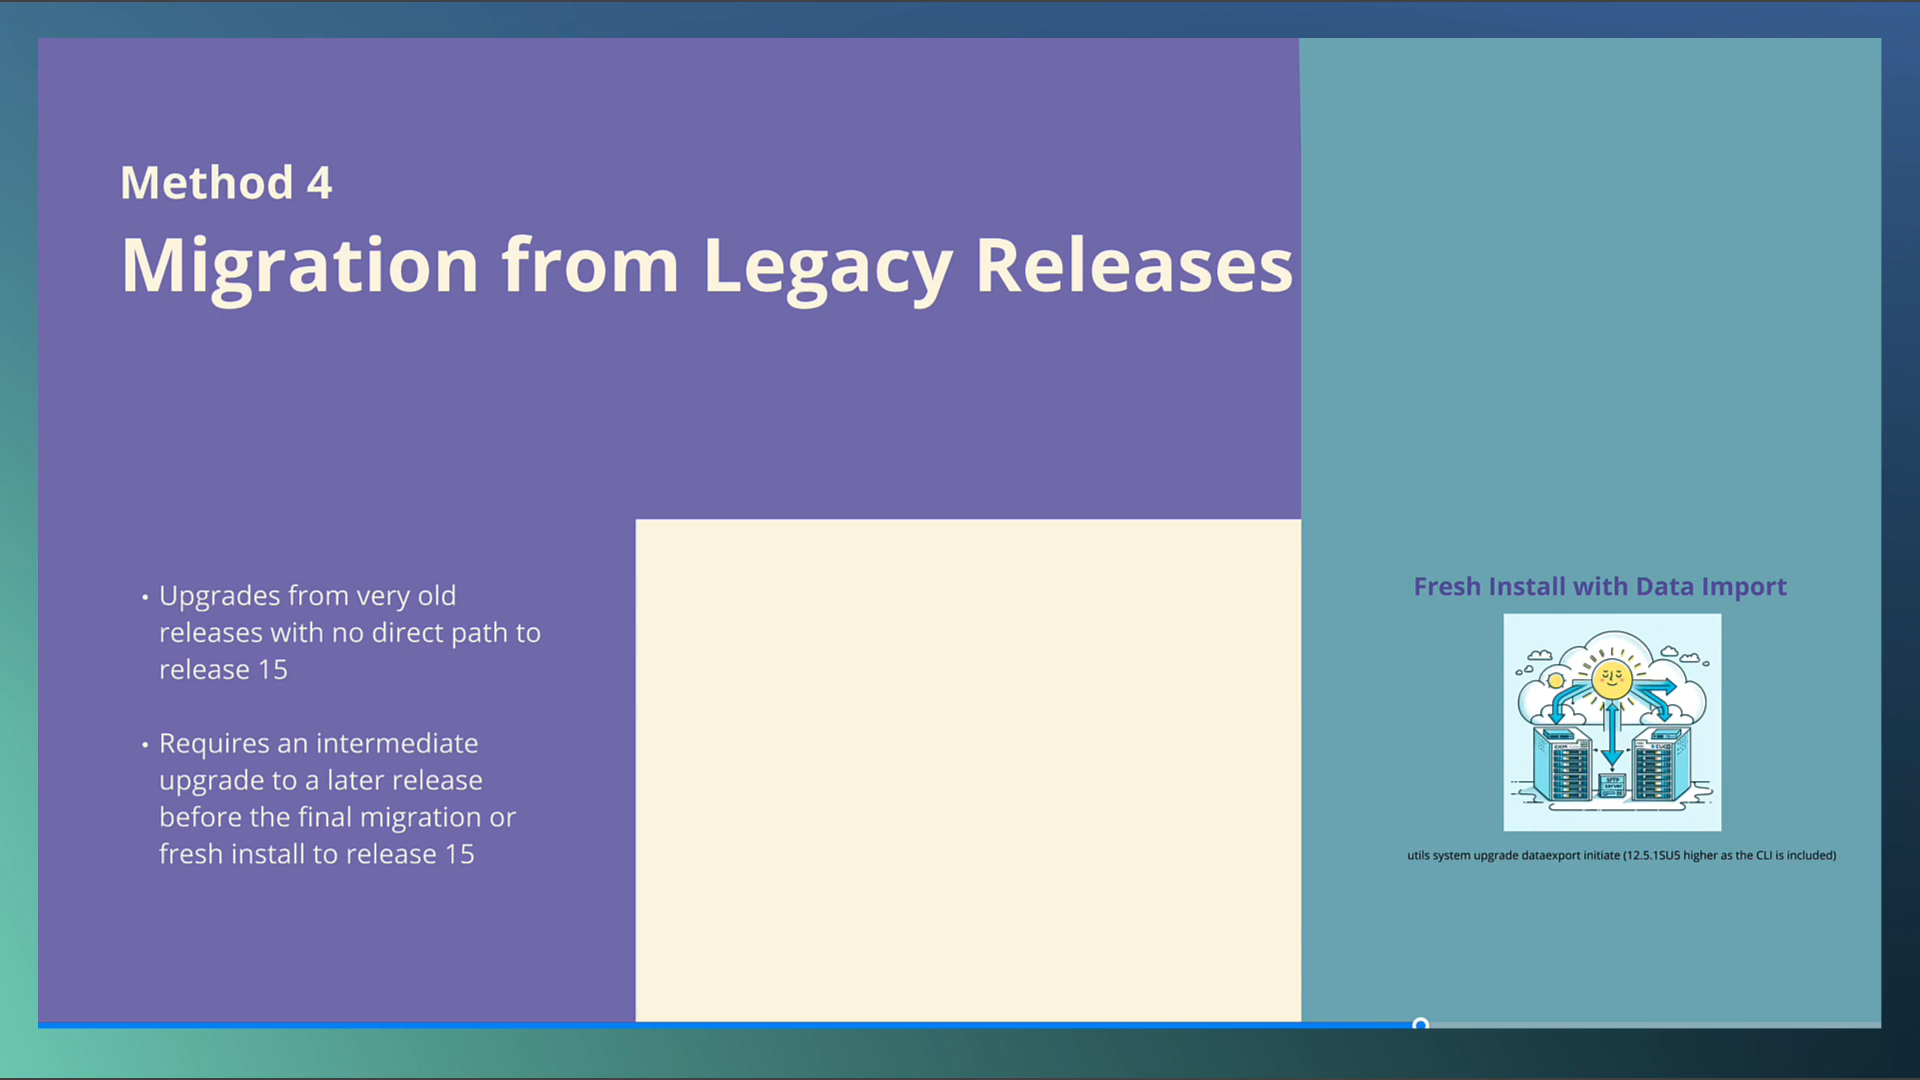 Method 4
Migration from Legacy Releases
• Upgrades from very old
releases with no direct path to
release 15
• Requires an intermediate
upgrade to a later release
before the final migration or
fresh install to release 15
Fresh Install with Data Import
SFTP
server
utils system upgrade dataexport initiate (12.5.1SU5 higher as the CLI is included)